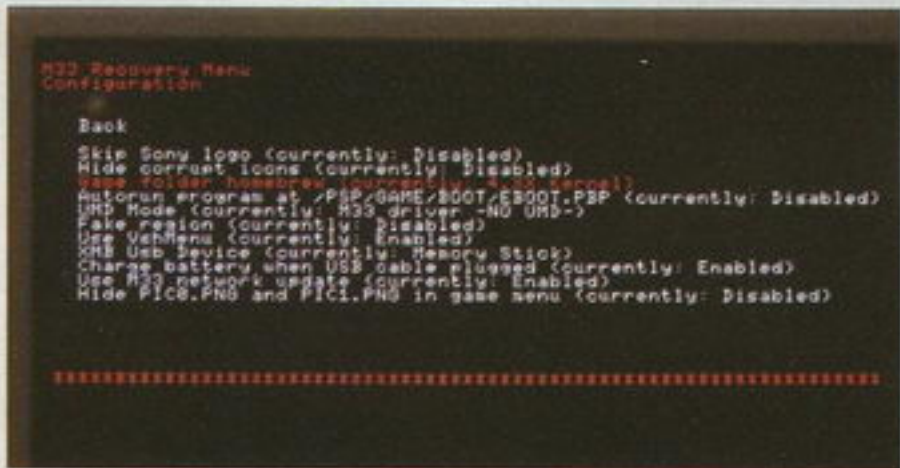 M33 Recovery Menu
Configuration
Back
Skip Sony logo (currently: Disabled)
Hide corrupt icons (currently: Disabled)
game folder homebrew (currently: kernel)
Autorun program at /PSP/GAME/BOOT/EBOOT.PBP (currently: Disabled)
UMD Mode (currently: M33 driver -NO UMD-)
Fake region (currently: Disabled)
Use VshMenu (currently: Enabled)
XMB Usb Device (currently: Memory Stick)
Charge battery when USB cable plugged (currently: Enabled)
Use M33 network update (currently: Enabled)
Hide PIC0.PNG and PIC1.PNG in game menu (currently: Disabled)